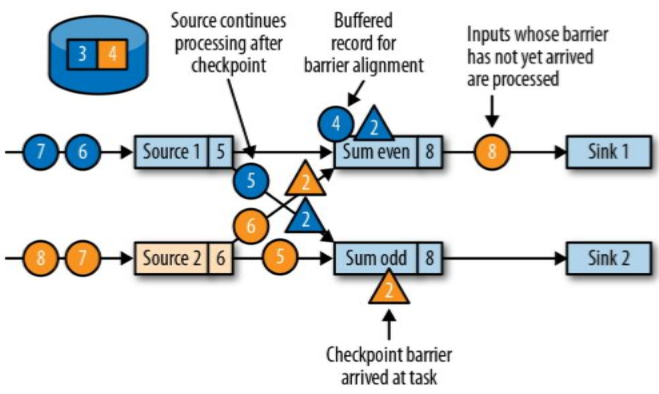 Source continues
processing after
checkpoint
Buffered
record for
barrier alignment
Inputs whose barrier
has not yet arrived
are processed
3 4
4 2
7 6 Source 1 5 Sum even 8 8 Sink 1
5 2
6 2
8 7 Source 2 6 5 Sum odd 8 Sink 2
2
Checkpoint barrier
arrived at task